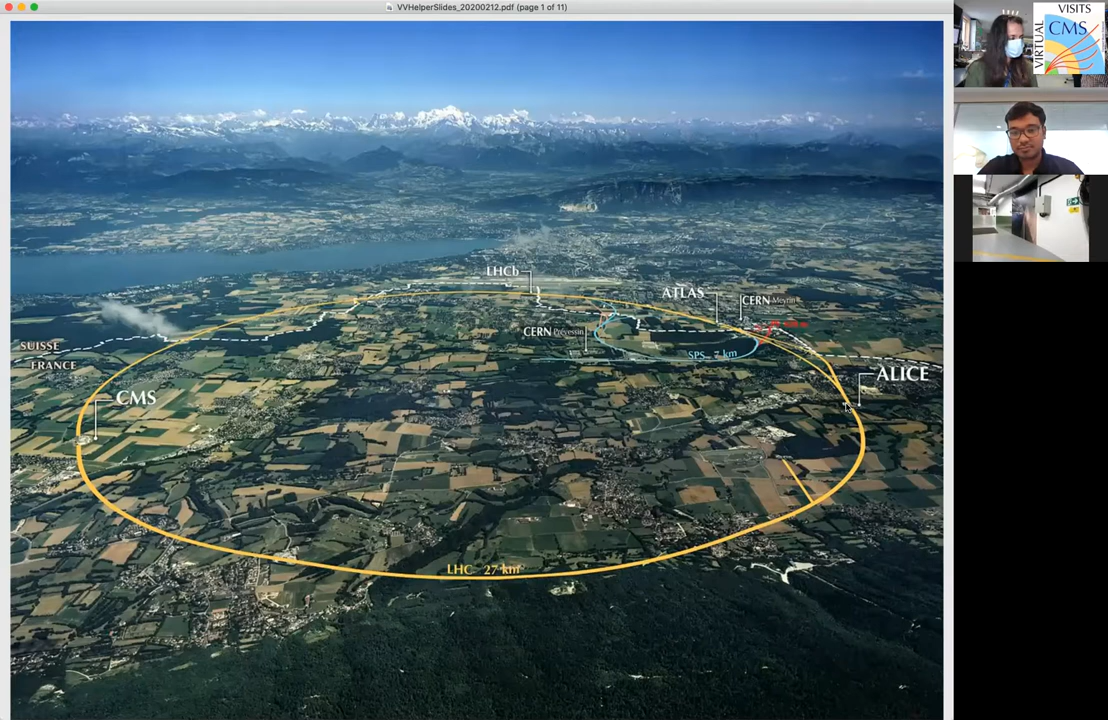 VVHelperSlides_20200212.pdf (page 1 of 11)
VIRTUAL
VISITS
CMS
LHCb
ATLAS
CERN Meyrin
CERN Prévessin
SPS 7 km
SUISSE
FRANCE
CMS
ALICE
LHC 27 km